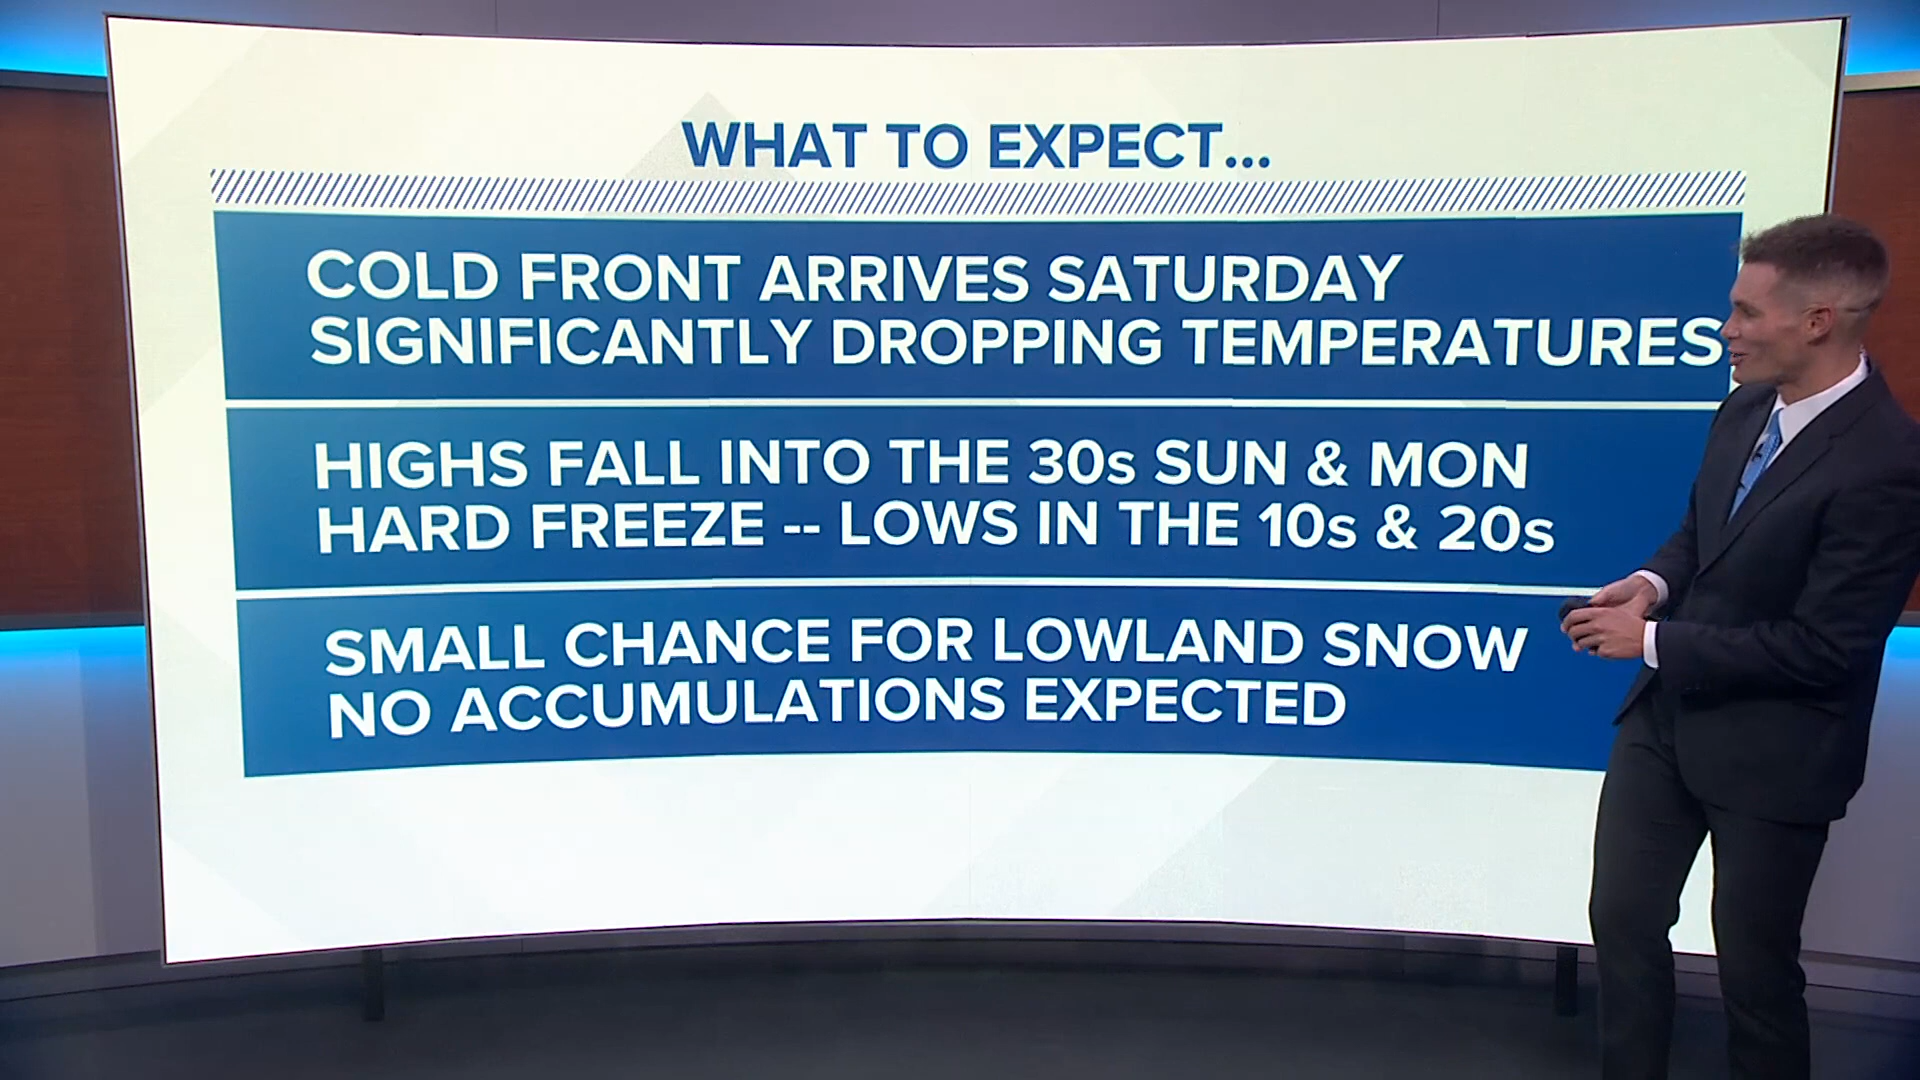 WHAT TO EXPECT...
COLD FRONT ARRIVES SATURDAY
SIGNIFICANTLY DROPPING TEMPERATURES
HIGHS FALL INTO THE 30s SUN & MON
HARD FREEZE -- LOWS IN THE 10s & 20s
SMALL CHANCE FOR LOWLAND SNOW
NO ACCUMULATIONS EXPECTED